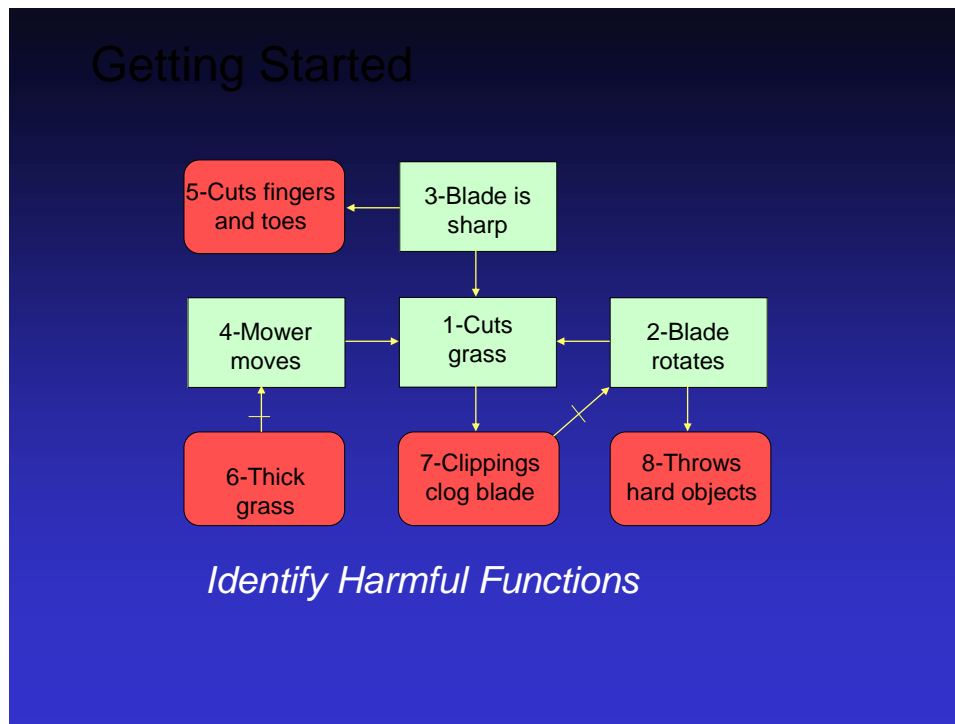 Getting Started
5-Cuts fingers
and toes
3-Blade is
sharp
4-Mower
moves
1-Cuts
grass
2-Blade
rotates
6-Thick
grass
7-Clippings
clog blade
8-Throws
hard objects
Identify Harmful Functions